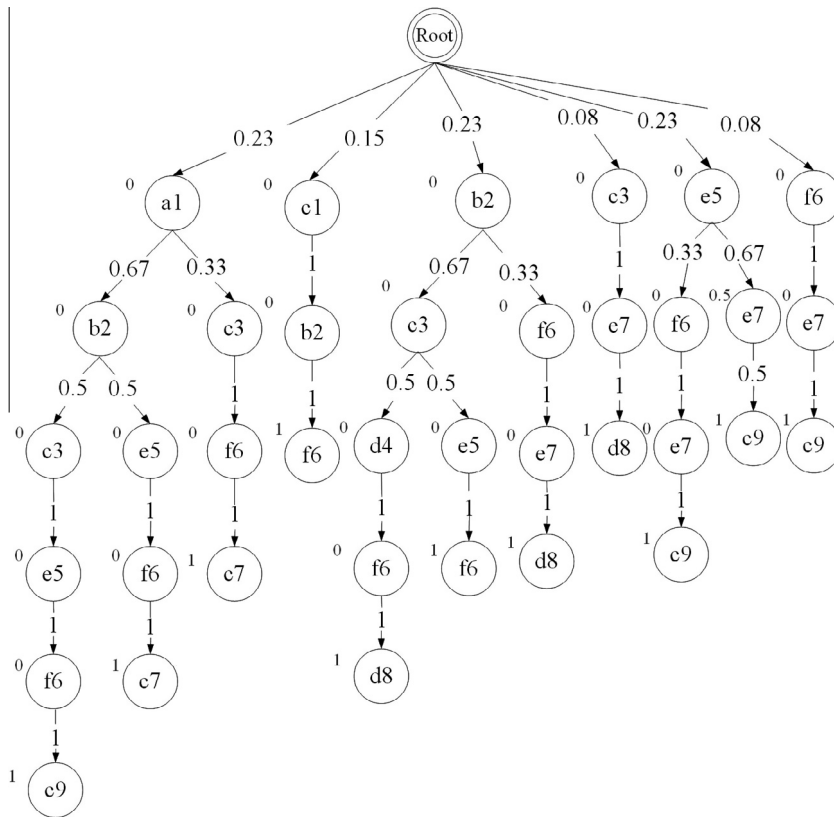 Root
0.23 0.15 0.23 0.08 0.23 0.08
0 a1 0 c1 0 b2 0 c3 0 e5 0 f6
0.67 0.33 1 0.67 0.33 1 0.33 0.67 1
0 b2 0 c3 0 b2 0 c3 0 f6 0 c7 0 f6 0.5 e7 0 e7
0.5 0.5 1 1 0.5 0.5 1 1 1 0.5 1
0 c3 0 e5 0 f6 1 f6 0 d4 0 e5 0 e7 1 d8 0 e7 1 c9 1 c9
1 1 1 1 1 1 1
0 e5 0 f6 1 c7 0 f6 1 f6 1 d8 1 c9
1 1 1
0 f6 1 c7 1 d8
1
1 c9